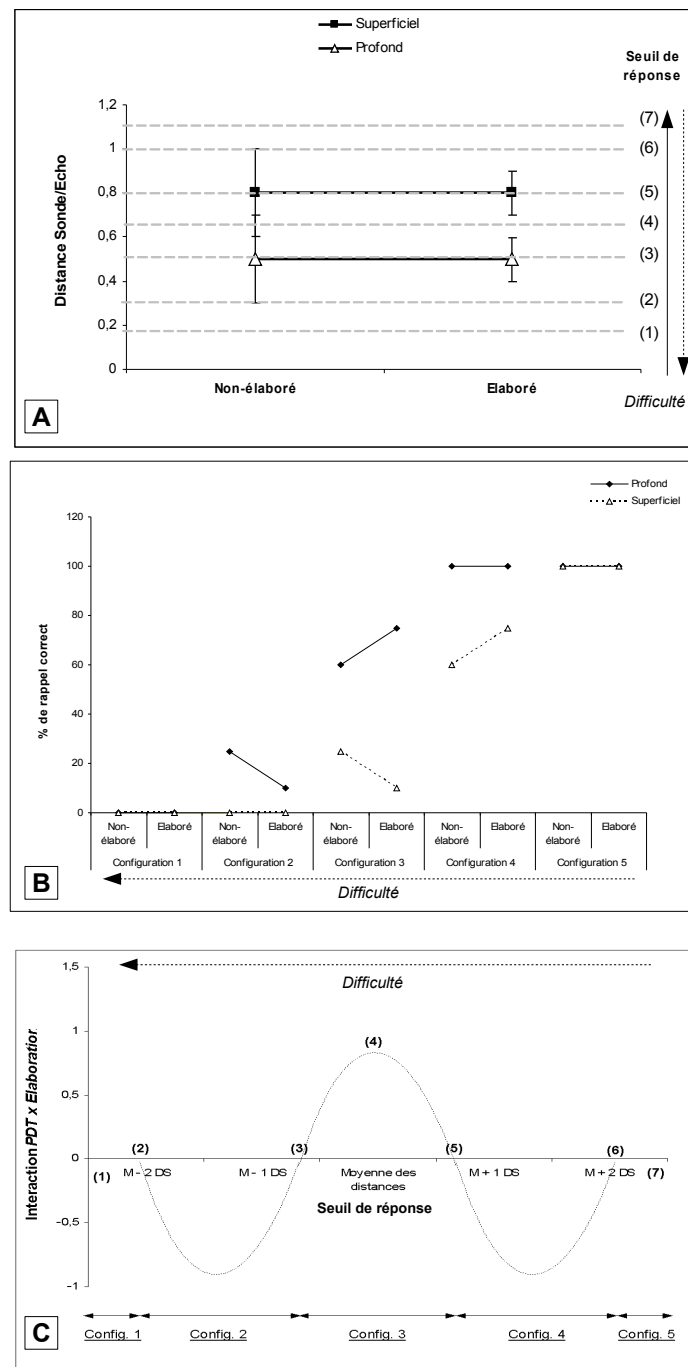 Superficiel
Profond
Seuil de
réponse
1,2
1
0,8
0,6
0,4
0,2
0
(7)
(6)
(5)
(4)
(3)
(2)
(1)
Distance Sonde/Echo
Non-élaboré
Elaboré
Difficulté
A
Profond
Superficiel
120
100
80
60
40
20
0
% de rappel correct
Non-
élaboré
Elaboré
Non-
élaboré
Elaboré
Non-
élaboré
Elaboré
Non-
élaboré
Elaboré
Non-
élaboré
Elaboré
Configuration 1
Configuration 2
Configuration 3
Configuration 4
Configuration 5
Difficulté
B
1,5
1
0,5
0
-0,5
-1
Difficulté
Interaction PDT x Elaboration
(4)
(2)
(3)
(5)
(6)
(1)
M - 2 DS
M - 1 DS
Moyenne des
distances
M + 1 DS
M + 2 DS
(7)
Seuil de réponse
Config. 1
Config. 2
Config. 3
Config. 4
Config. 5
C